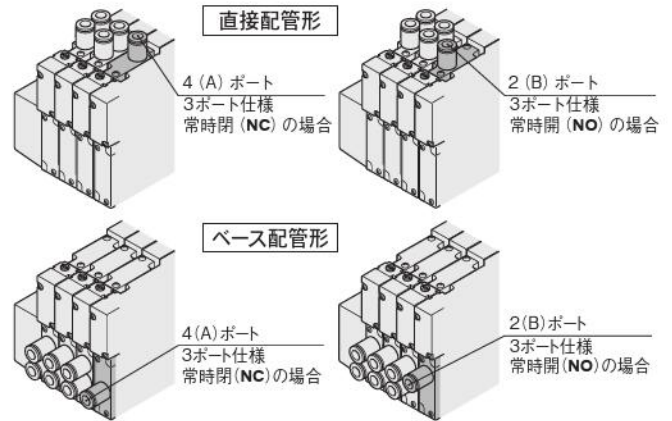 直接配管形
4 (A) ポート
3ポート仕様
常時閉 (NC) の場合
2 (B) ポート
3ポート仕様
常時開 (NO) の場合
ベース配管形
4(A)ポート
3ポート仕様
常時閉(NC)の場合
2(B)ポート
3ポート仕様
常時開(NO)の場合